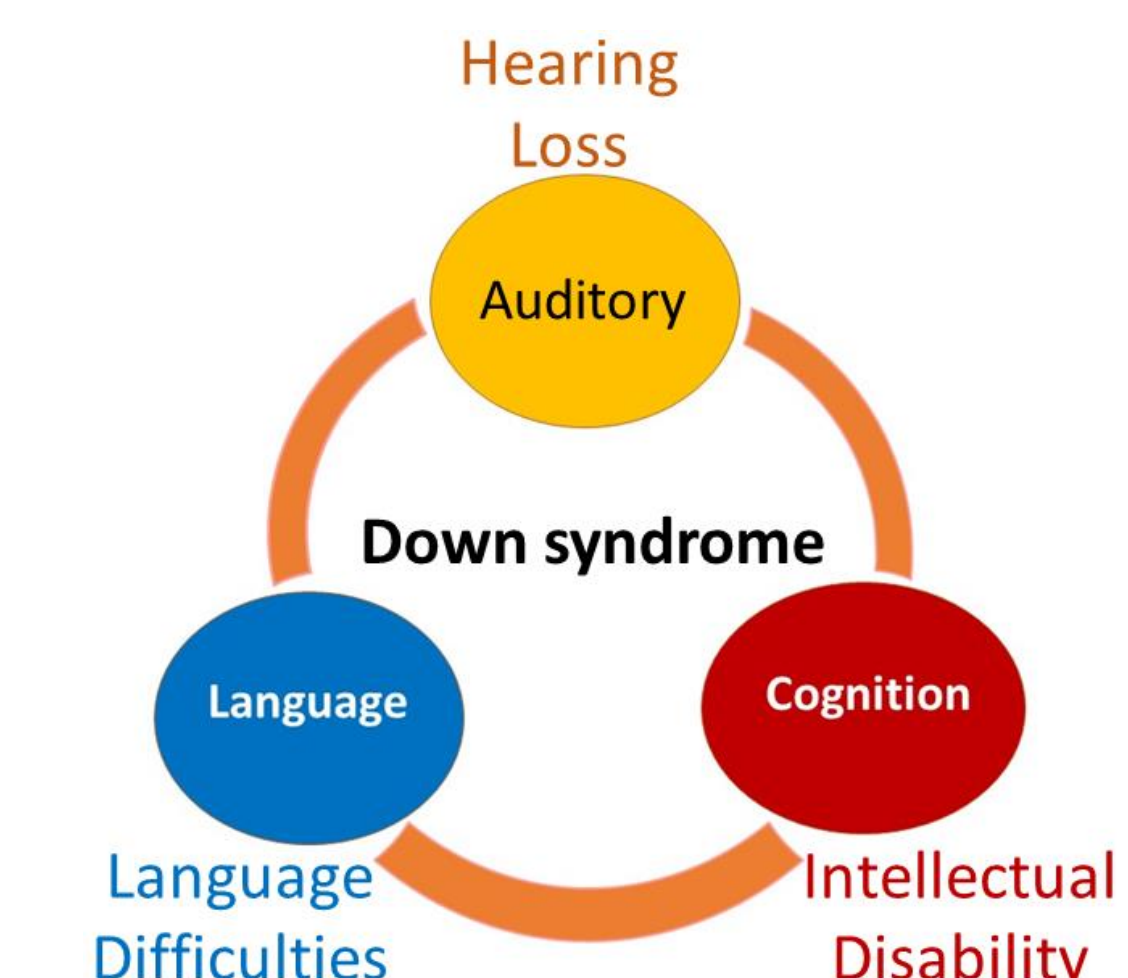 Hearing
Loss
Auditory
Down syndrome
Language
Cognition
Language
Difficulties
Intellectual
Disability